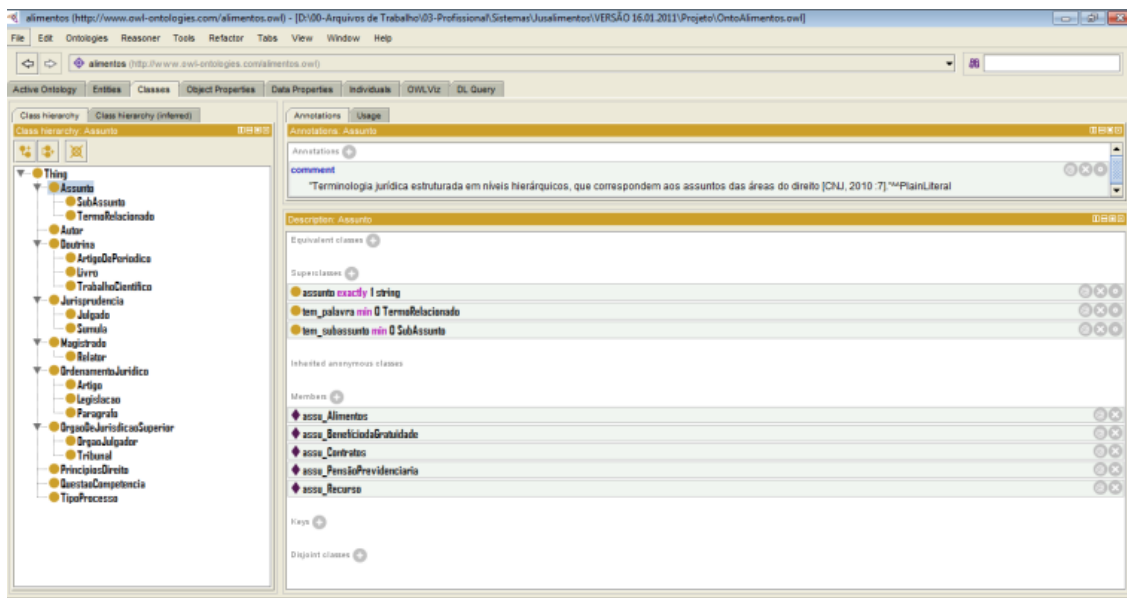 alimentos (http://www.owl-ontologies.com/alimentos.owl) - [D:\00-Arquivos de Trabalho\03-Profissional\Sistemas\Jusalimentos\VERSÃO 16.01.2011\Projeto\OntoAlimentos.owl]
File Edit Ontologies Reasoner Tools Refactor Tabs View Window Help
alimentos (http://www.owl-ontologies.com/alimentos.owl)
Active Ontology Entities Classes Object Properties Data Properties Individuals OWLViz DL Query
Class hierarchy Class hierarchy (inferred)
Class hierarchy: Assunto
Thing
Assunto
SubAssunto
TermoRelacionado
Autor
Doutrina
ArtigoDePeriodico
Livro
TrabalhoCientifico
Jurisprudencia
Julgado
Sumula
Magistrado
Relator
OrdenamentoJuridico
Artigo
Legislacao
Paragrafo
OrgaoDeJurisdicaoSuperior
OrgaoJulgador
Tribunal
PrincipiosDireito
QuestaoCompetencia
TipoProcesso
Annotations Usage
Annotations: Assunto
Annotations
comment
"Terminologia jurídica estruturada em níveis hierárquicos, que correspondem aos assuntos das áreas do direito [CNJ, 2010 :7]."^^PlainLiteral
Description: Assunto
Equivalent classes
Superclasses
assunto exactly 1 string
tem_palavra min 0 TermoRelacionado
tem_subassunto min 0 SubAssunto
Inherited anonymous classes
Members
assu_Alimentos
assu_BenefíciodaGratuidade
assu_Contratos
assu_PensãoPrevidenciaria
assu_Recurso
Keys
Disjoint classes